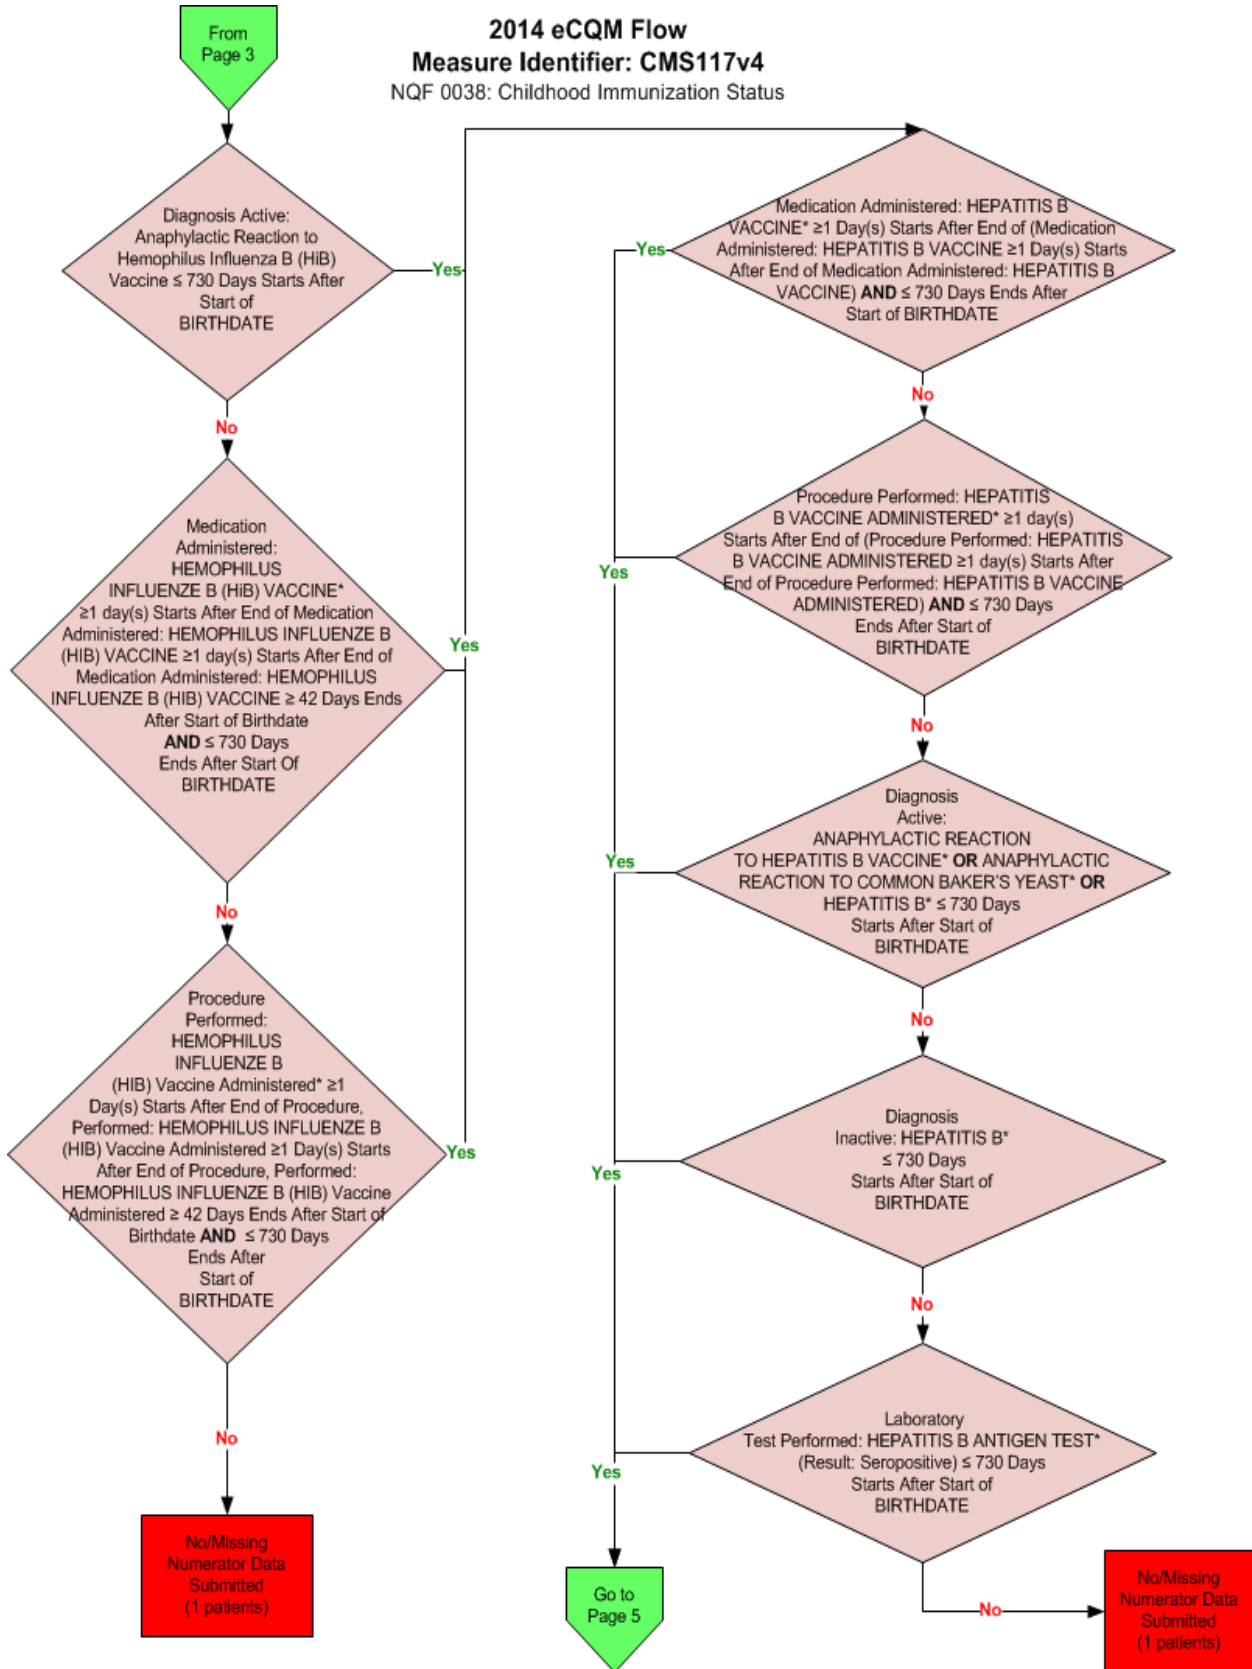 From
Page 3
2014 eCQM Flow
Measure Identifier: CMS117v4
NQF 0038: Childhood Immunization Status
Diagnosis Active:
Anaphylactic Reaction to
Hemophilus Influenza B (HiB)
Vaccine ≤ 730 Days Starts After
Start of
BIRTHDATE
Yes
No
Medication
Administered:
HEMOPHILUS
INFLUENZE B (HiB) VACCINE*
≥1 day(s) Starts After End of Medication
Administered: HEMOPHILUS INFLUENZE B
(HIB) VACCINE ≥1 day(s) Starts After End of
Medication Administered: HEMOPHILUS
INFLUENZE B (HIB) VACCINE ≥ 42 Days Ends
After Start of Birthdate
AND ≤ 730 Days
Ends After Start Of
BIRTHDATE
Yes
No
Procedure
Performed:
HEMOPHILUS
INFLUENZE B
(HIB) Vaccine Administered* ≥1
Day(s) Starts After End of Procedure,
Performed: HEMOPHILUS INFLUENZE B
(HIB) Vaccine Administered ≥1 Day(s) Starts
After End of Procedure, Performed:
HEMOPHILUS INFLUENZE B (HIB) Vaccine
Administered ≥ 42 Days Ends After Start of
Birthdate AND ≤ 730 Days
Ends After
Start of
BIRTHDATE
Yes
No
No/Missing
Numerator Data
Submitted
(1 patients)
Medication Administered: HEPATITIS B
VACCINE* ≥1 Day(s) Starts After End of (Medication
Administered: HEPATITIS B VACCINE ≥1 Day(s) Starts
After End of Medication Administered: HEPATITIS B
VACCINE) AND ≤ 730 Days Ends After
Start of BIRTHDATE
Yes
No
Procedure Performed: HEPATITIS
B VACCINE ADMINISTERED* ≥1 day(s)
Starts After End of (Procedure Performed: HEPATITIS
B VACCINE ADMINISTERED ≥1 day(s) Starts After
End of Procedure Performed: HEPATITIS B VACCINE
ADMINISTERED) AND ≤ 730 Days
Ends After Start of
BIRTHDATE
Yes
No
Diagnosis
Active:
ANAPHYLACTIC REACTION
TO HEPATITIS B VACCINE* OR ANAPHYLACTIC
REACTION TO COMMON BAKER'S YEAST* OR
HEPATITIS B* ≤ 730 Days
Starts After Start of
BIRTHDATE
Yes
No
Diagnosis
Inactive: HEPATITIS B*
≤ 730 Days
Starts After Start of
BIRTHDATE
Yes
No
Laboratory
Test Performed: HEPATITIS B ANTIGEN TEST*
(Result: Seropositive) ≤ 730 Days
Starts After Start of
BIRTHDATE
Yes
No
Go to
Page 5
No/Missing
Numerator Data
Submitted
(1 patients)